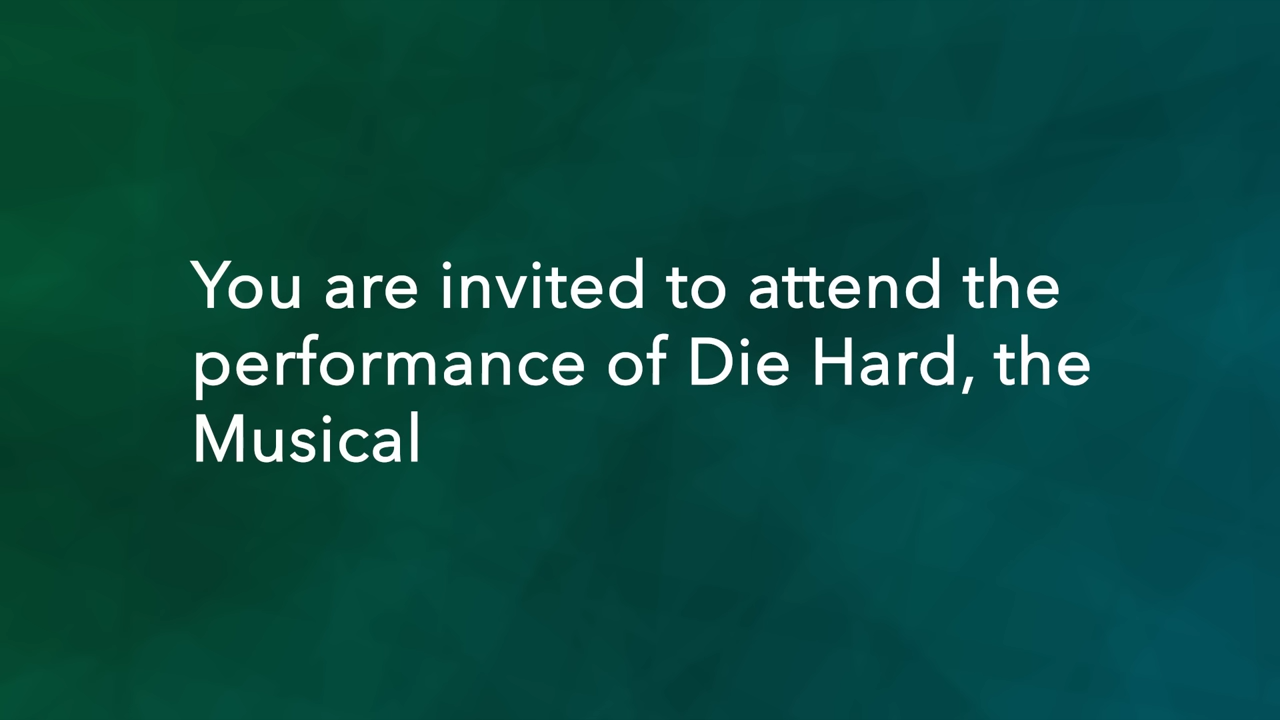 You are invited to attend the
performance of Die Hard, the
Musical